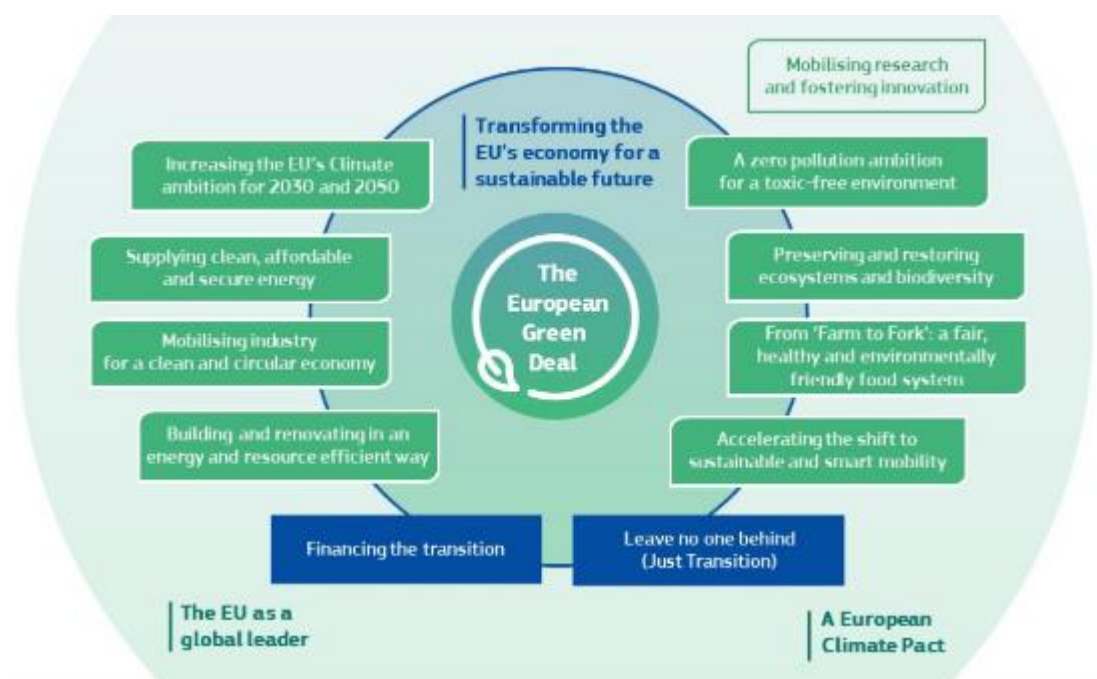 Mobilising research
and fostering innovation
Transforming the
EU's economy for a
sustainable future
Increasing the EU's Climate
ambition for 2030 and 2050
A zero pollution ambition
for a toxic-free environment
Supplying clean, affordable
and secure energy
Preserving and restoring
ecosystems and biodiversity
The
European
Green
Deal
Mobilising industry
for a clean and circular economy
From 'Farm to Fork': a fair,
healthy and environmentally
friendly food system
Building and renovating in an
energy and resource efficient way
Accelerating the shift to
sustainable and smart mobility
Financing the transition
Leave no one behind
(Just Transition)
The EU as a
global leader
A European
Climate Pact